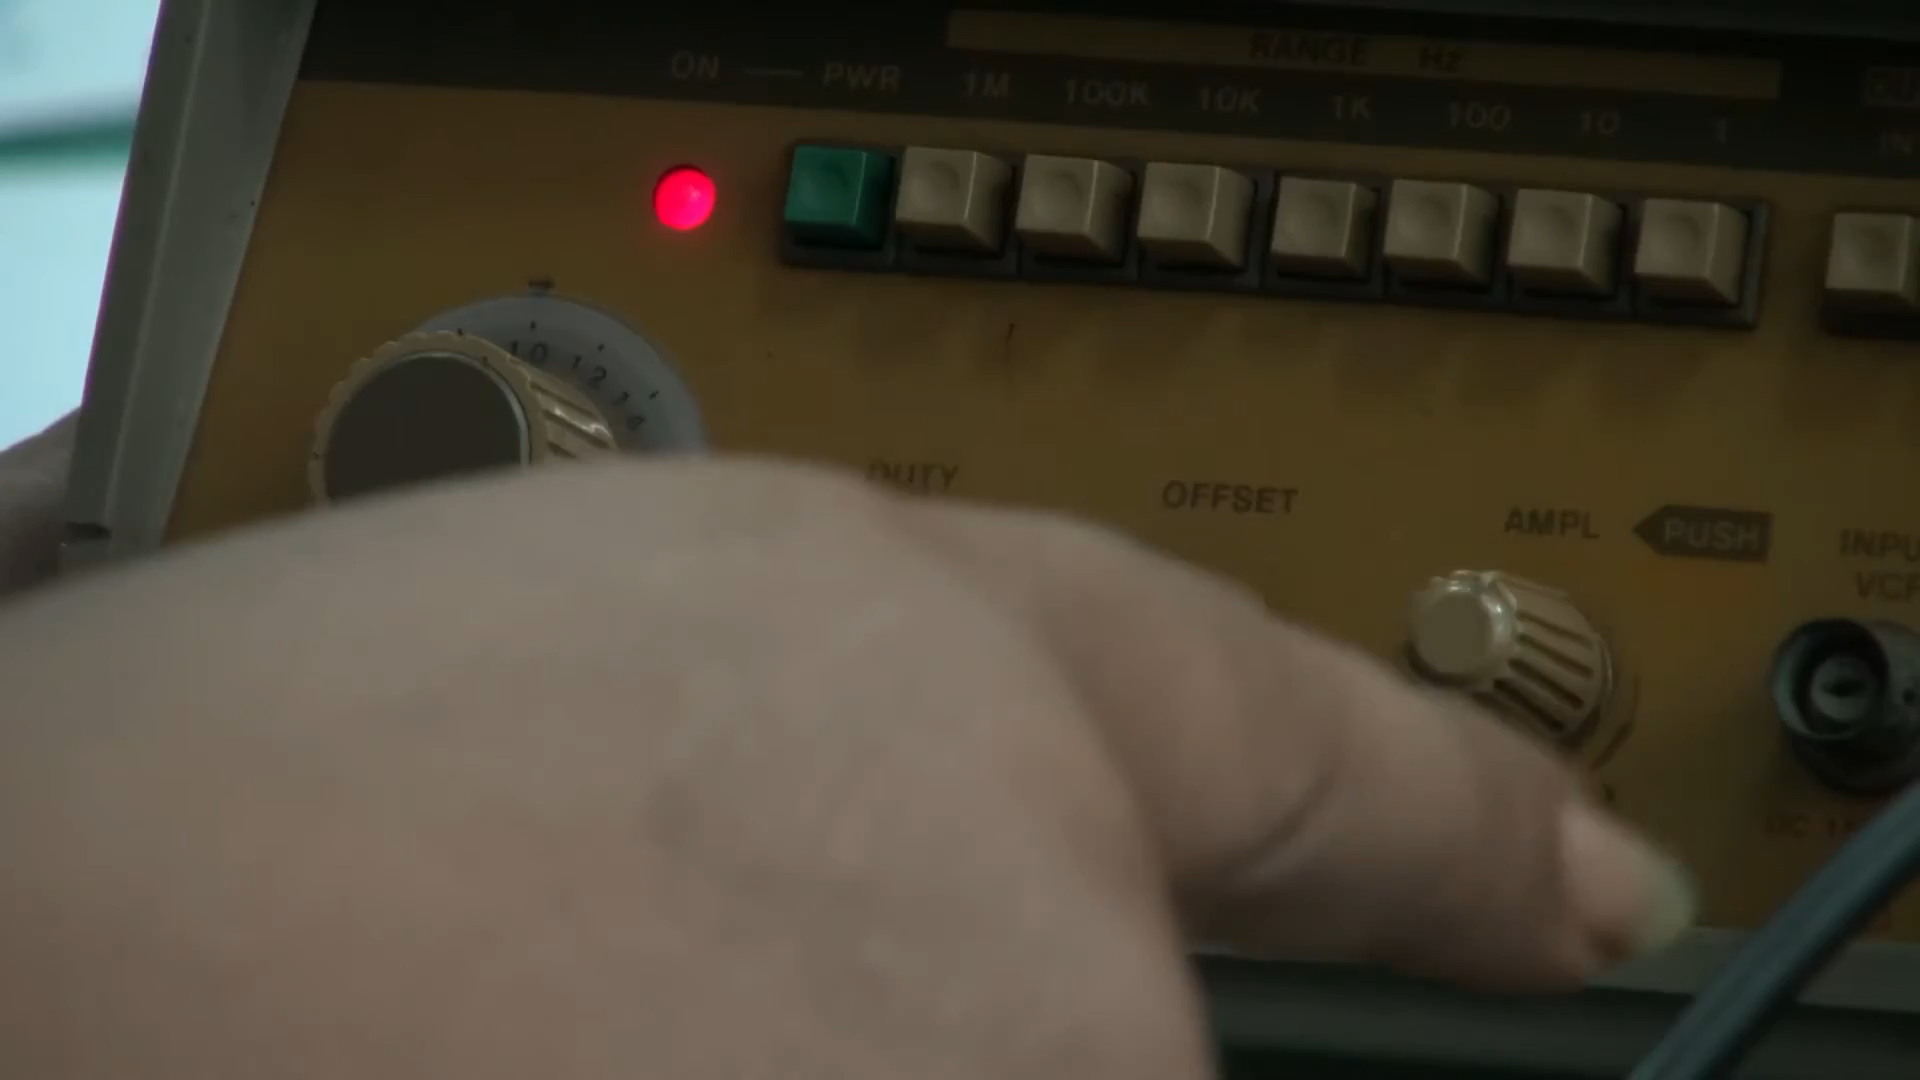 RANGE Hz
ON — PWR 1M 100K 10K 1K 100 10 1
10 12 14
DUTY OFFSET AMPL PUSH